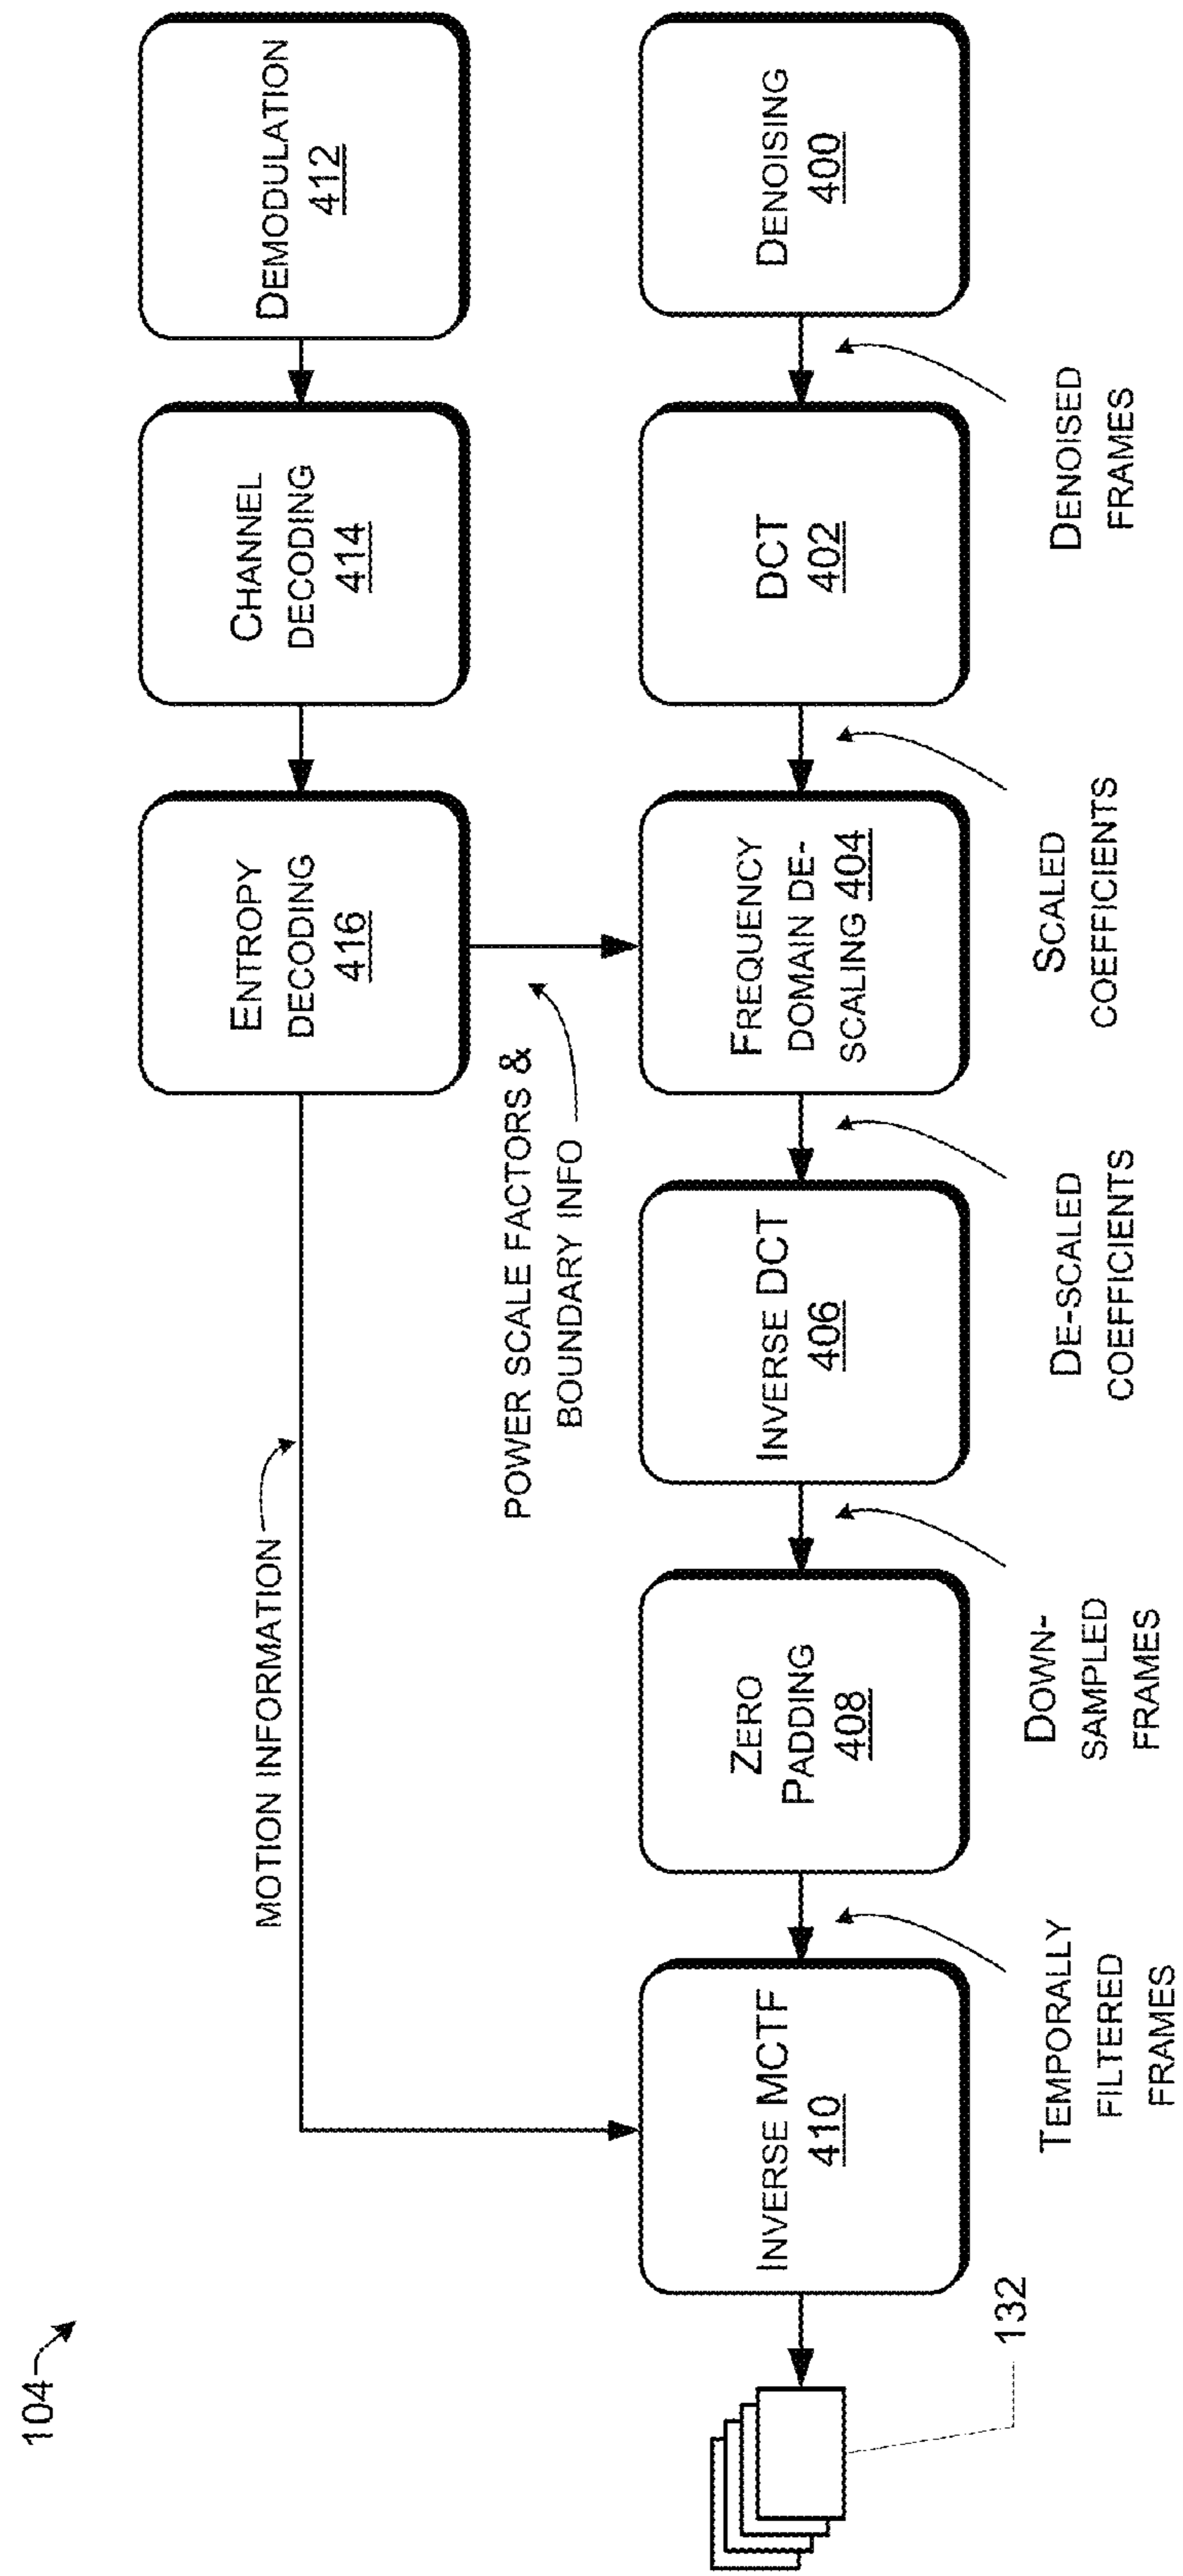 104
DEMODULATION
412
CHANNEL
DECODING
414
ENTROPY
DECODING
416
MOTION INFORMATION
POWER SCALE FACTORS &
BOUNDARY INFO
DENOISING
400
DCT
402
FREQUENCY
DOMAIN DE-
SCALING 404
INVERSE DCT
406
ZERO
PADDING
408
INVERSE MCTF
410
DENOISED
FRAMES
SCALED
COEFFICIENTS
DE-SCALED
COEFFICIENTS
DOWN-
SAMPLED
FRAMES
TEMPORALLY
FILTERED
FRAMES
132